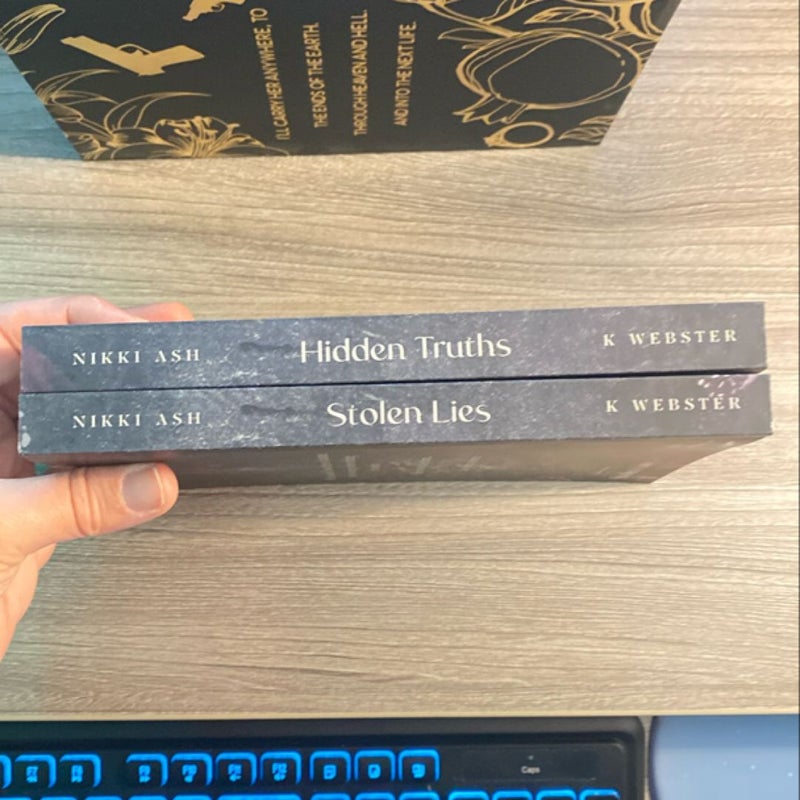 I'LL CARRY HER ANYWHERE, TO
THE ENDS OF THE EARTH.
THROUGH HEAVEN AND HELL.
AND INTO THE NEXT LIFE.
NIKKI ASH Hidden Truths K WEBSTER
NIKKI ASH Stolen Lies K WEBSTER
Caps